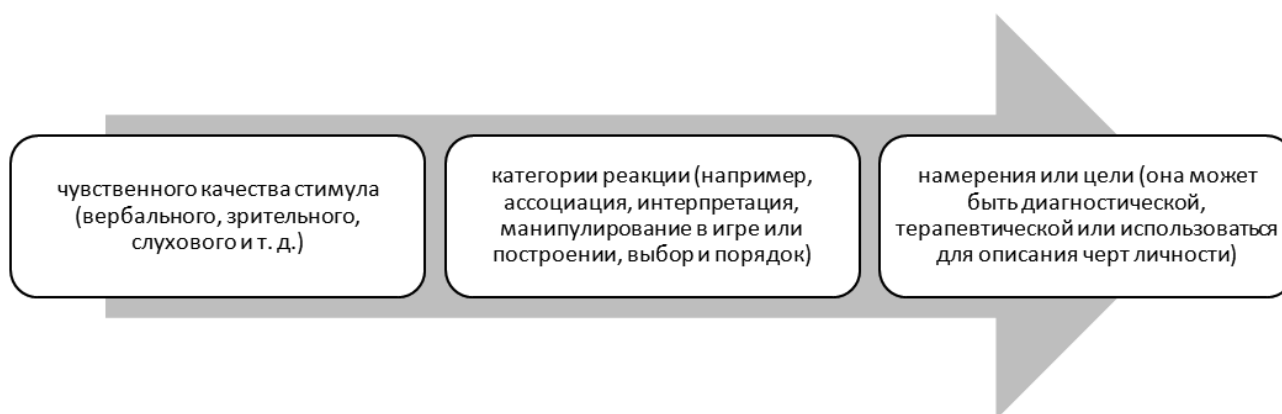 чувственного качества стимула
(вербального, зрительного,
слухового и т. д.)
категории реакции (например,
ассоциация, интерпретация,
манипулирование в игре или
построении, выбор и порядок)
намерения или цели (она может
быть диагностической,
терапевтической или использоваться
для описания черт личности)